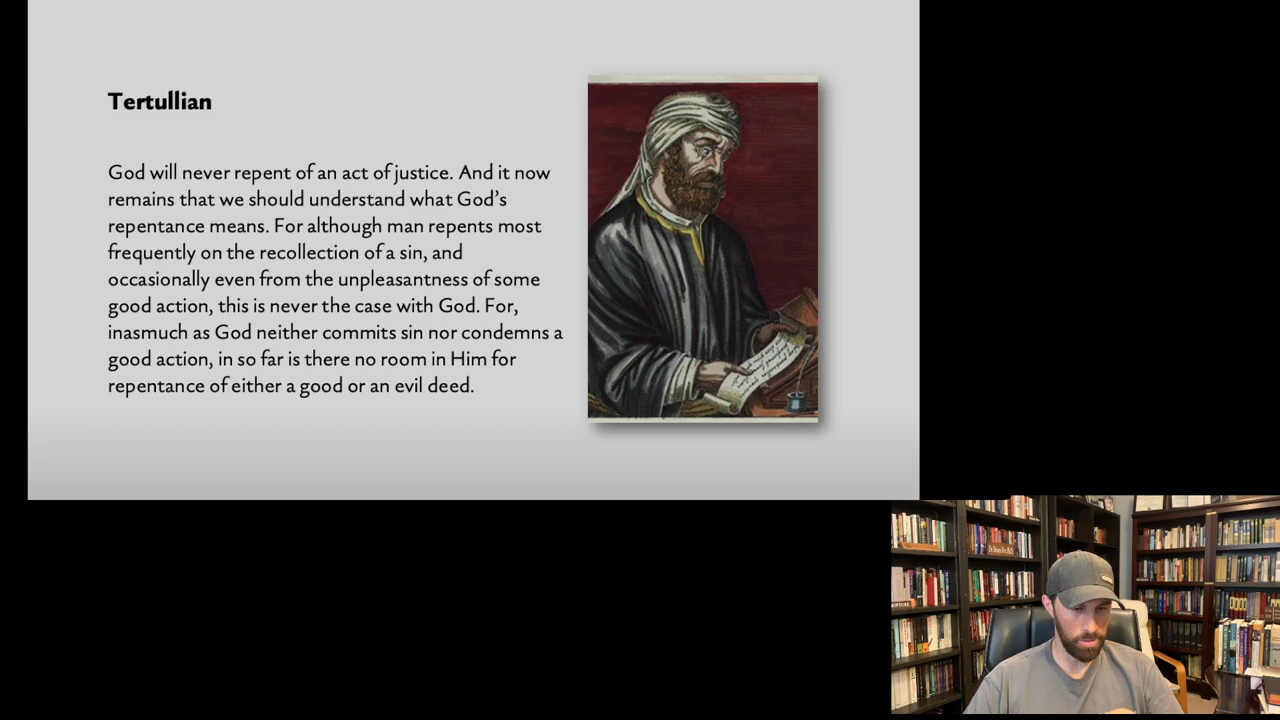 Tertullian
God will never repent of an act of justice. And it now
remains that we should understand what God’s
repentance means. For although man repents most
frequently on the recollection of a sin, and
occasionally even from the unpleasantness of some
good action, this is never the case with God. For,
inasmuch as God neither commits sin nor condemns a
good action, in so far is there no room in Him for
repentance of either a good or an evil deed.